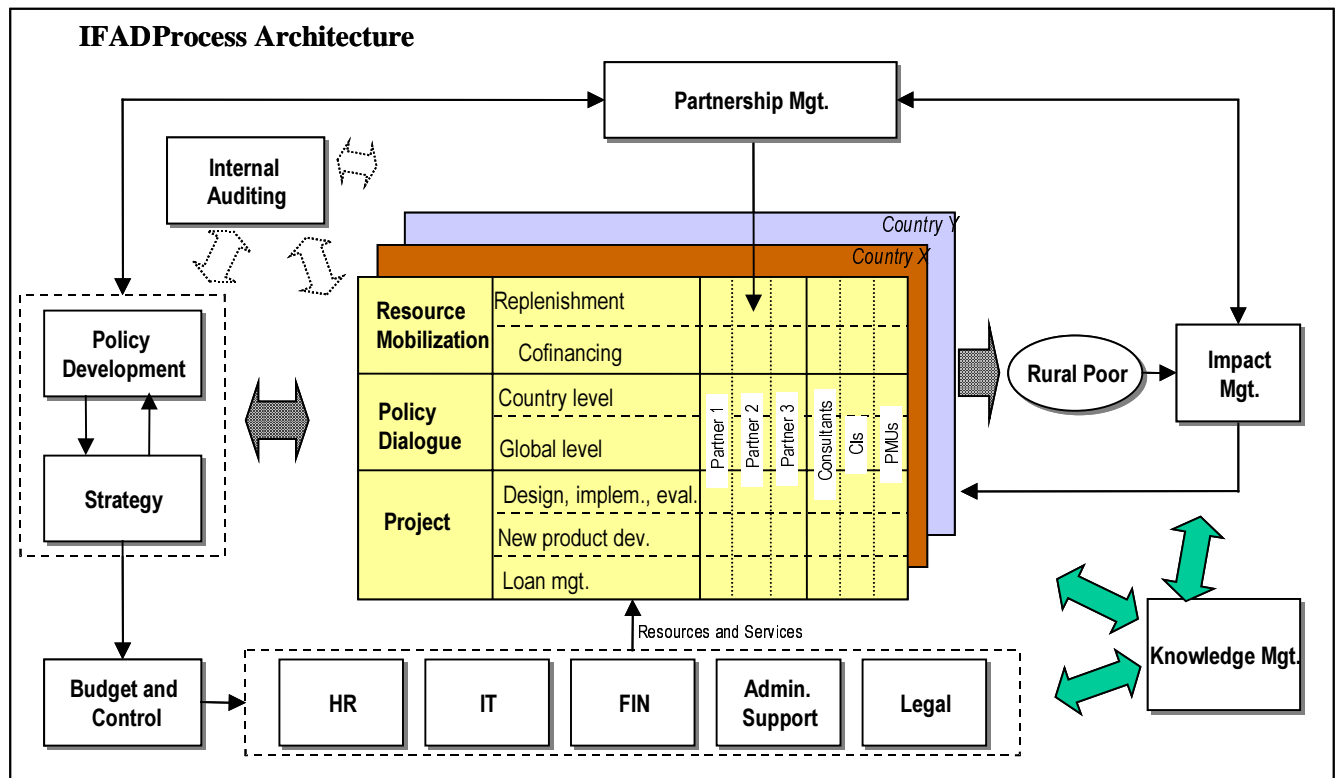 IFADProcess Architecture
Partnership Mgt.
Internal
Auditing
Country Y
Country X
Policy
Development
Strategy
Resource
Mobilization
Replenishment
Cofinancing
Policy
Dialogue
Country level
Global level
Project
Design, implem., eval.
New product dev.
Loan mgt.
Partner 1
Partner 2
Partner 3
Consultants
CIs
PMUs
Rural Poor
Impact
Mgt.
Resources and Services
Budget and
Control
HR
IT
FIN
Admin.
Support
Legal
Knowledge Mgt.